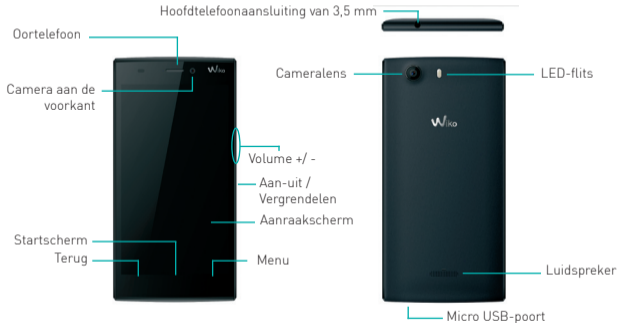 Hoofdtelefoonaansluiting van 3,5 mm
Oortelefoon
Camera aan de
voorkant
Wiko
Volume +/ -
Aan-uit /
Vergrendelen
Aanraakscherm
Startscherm
Terug
Menu
Cameralens
LED-flits
Wiko
Luidspreker
Micro USB-poort